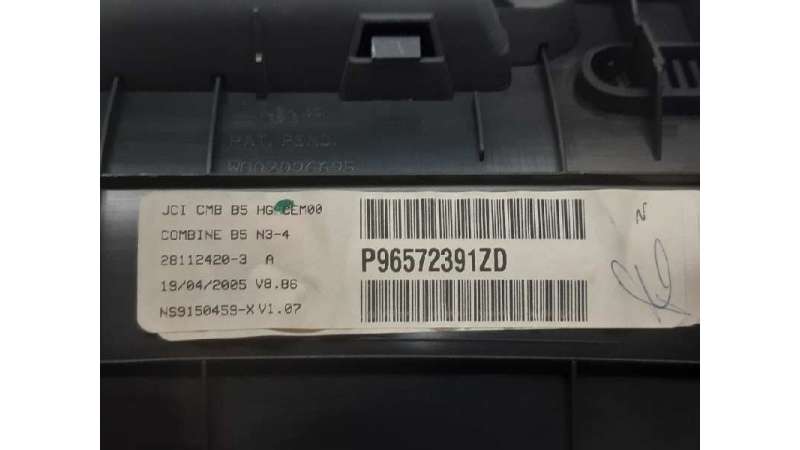 PAT. PEND.
JCI CMB B5 HG-CEM00
COMBINE B5 N3-4
28112420-3 A
19/04/2005 V8.86
NS9150459-X V1.07
P96572391ZD
N